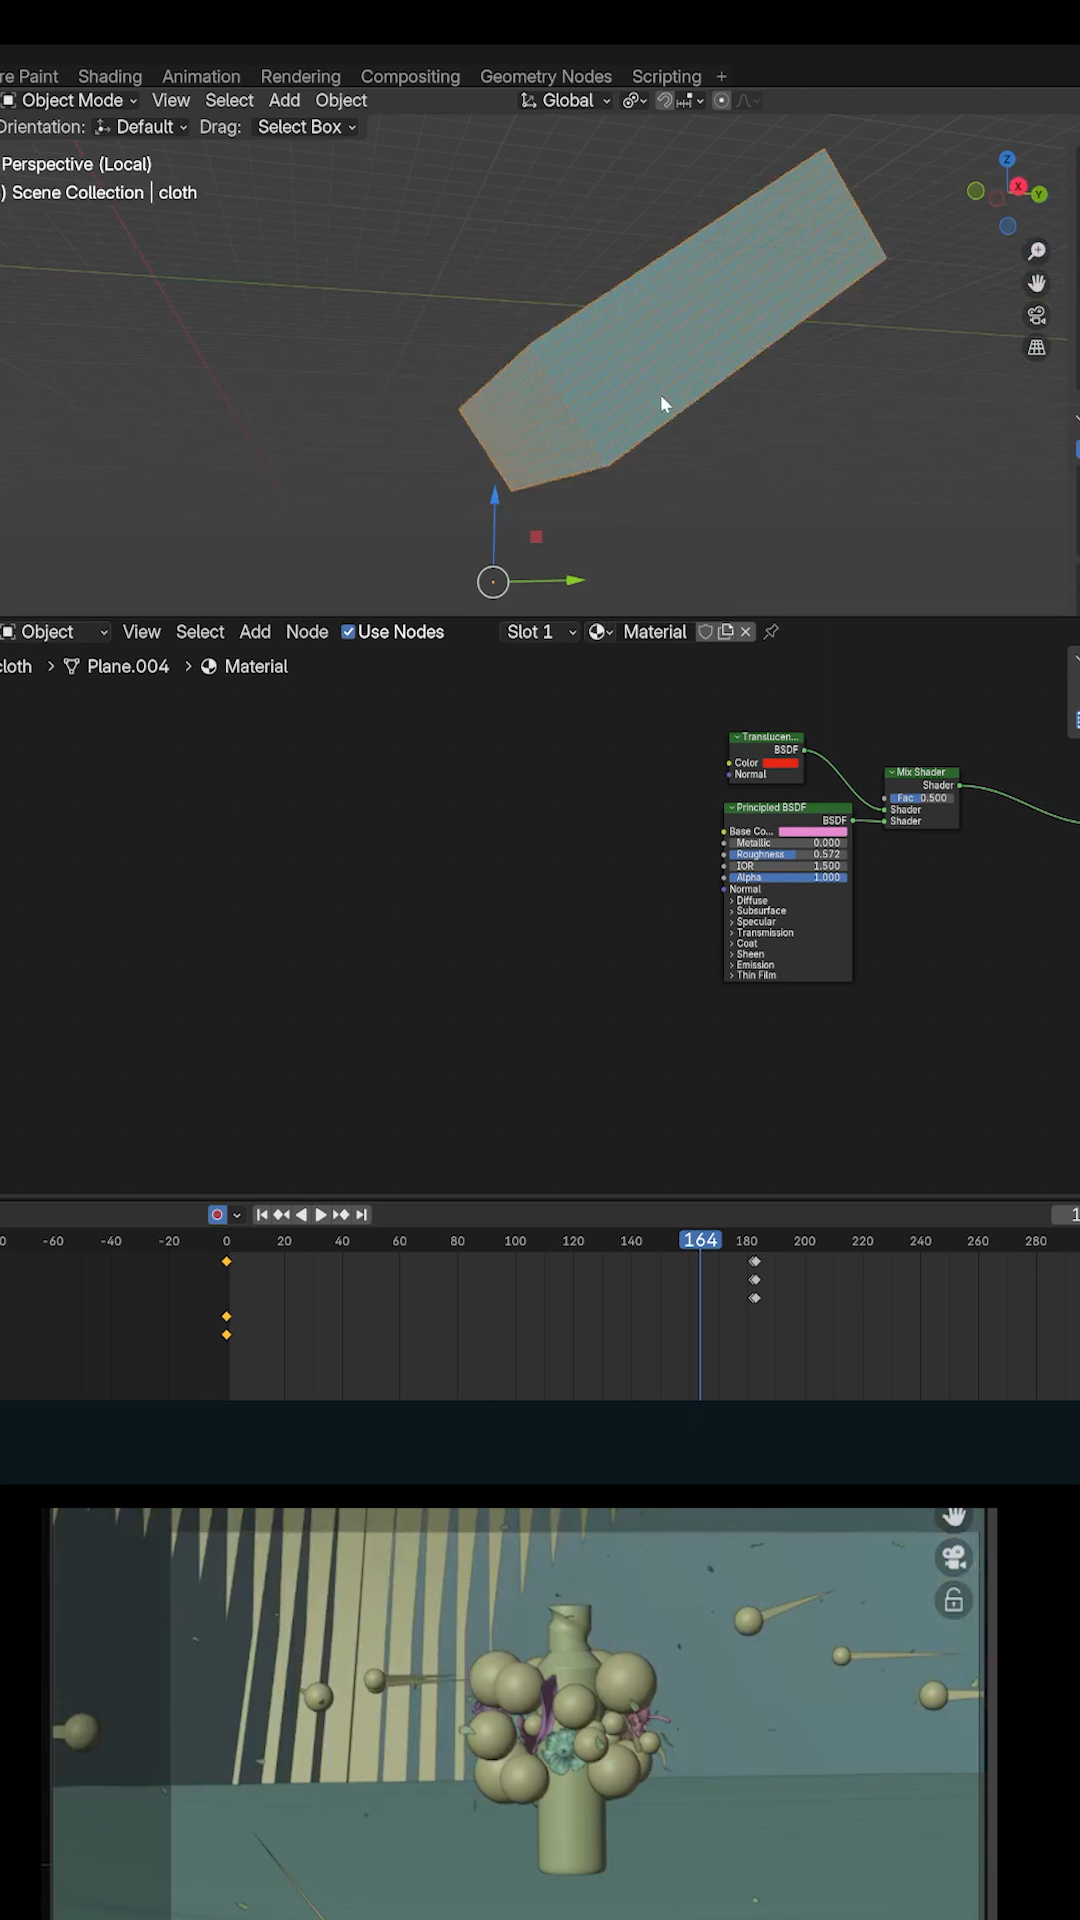 re Paint Shading Animation Rendering Compositing Geometry Nodes Scripting +
Object Mode View Select Add Object Global
Orientation: Default Drag: Select Box
Perspective (Local)
) Scene Collection | cloth
Z
X
Y
Object View Select Add Node Use Nodes Slot 1 Material
cloth > Plane.004 > Material
Translucen...
BSDF
Color
Normal
Mix Shader
Shader
Fac 0.500
Shader
Shader
Principled BSDF
BSDF
Base Co...
Metallic 0.000
Roughness 0.572
IOR 1.500
Alpha 1.000
Normal
Diffuse
Subsurface
Specular
Transmission
Coat
Sheen
Emission
Thin Film
1
0 -60 -40 -20 0 20 40 60 80 100 120 140 164 180 200 220 240 260 280